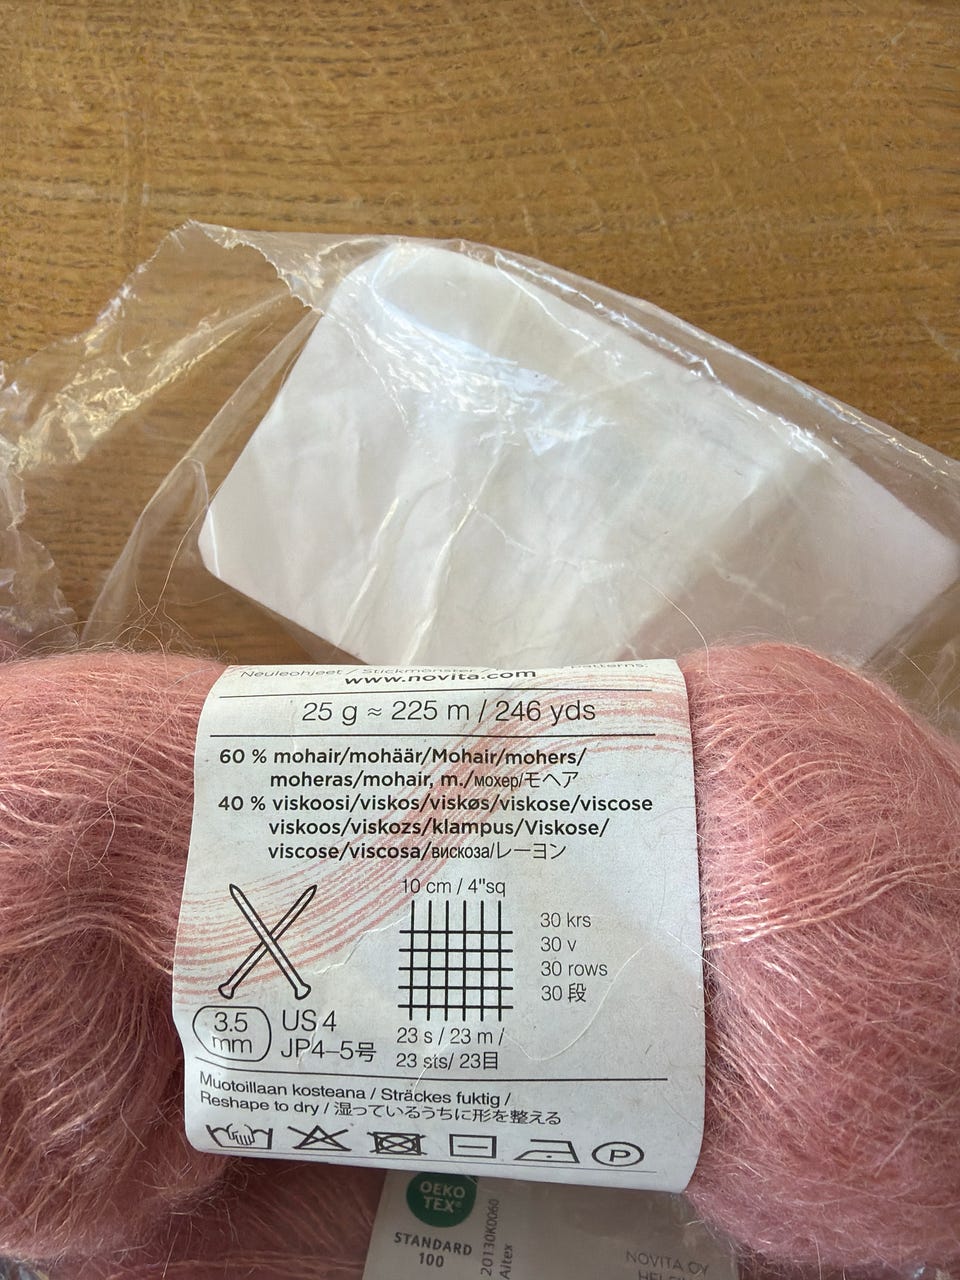 Neuleohjeet / Stickmönster / patterns:
www.novita.com
25 g ≈ 225 m / 246 yds
60 % mohair/mohäär/Mohair/mohers/
moheras/mohair, m./мохер/モヘア
40 % viskoosi/viskos/viskøs/viskose/viscose
viskoos/viskozs/klampus/Viskose/
viscose/viscosa/вискоза/レーヨン
10 cm / 4"sq
30 krs
30 v
30 rows
30 段
3.5
mm
US 4
JP4–5号
23 s / 23 m /
23 sts/ 23目
Muotoillaan kosteana / Sträckes fuktig /
Reshape to dry / 湿っているうちに形を整える
P
OEKO
TEX®
STANDARD
100
20130K0060
Aitex
NOVITA OY